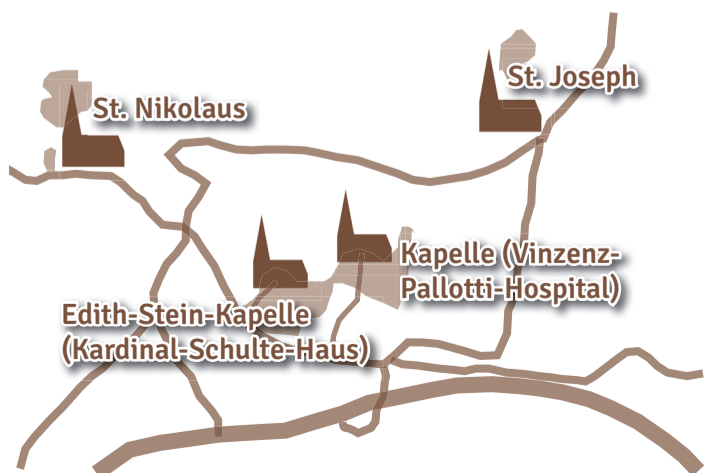 St. Joseph
St. Nikolaus
Kapelle (Vinzenz-
Pallotti-Hospital)
Edith-Stein-Kapelle
(Kardinal-Schulte-Haus)